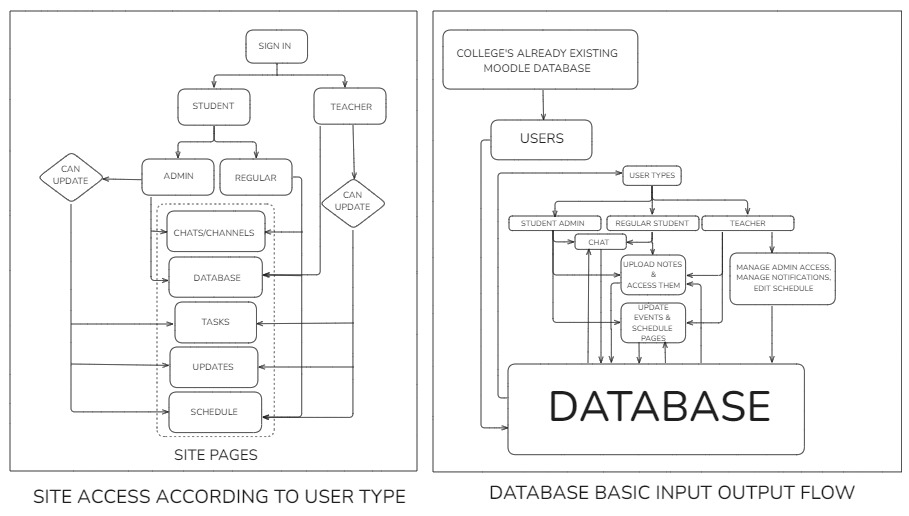 SIGN IN
STUDENT
TEACHER
CAN
UPDATE
ADMIN
REGULAR
CAN
UPDATE
CHATS/CHANNELS
DATABASE
TASKS
UPDATES
SCHEDULE
SITE PAGES
SITE ACCESS ACCORDING TO USER TYPE
COLLEGE'S ALREADY EXISTING
MOODLE DATABASE
USERS
USER TYPES
STUDENT ADMIN
REGULAR STUDENT
TEACHER
CHAT
UPLOAD NOTES
&
ACCESS THEM
MANAGE ADMIN ACCESS,
MANAGE NOTIFICATIONS,
EDIT SCHEDULE
UPDATE
EVENTS &
SCHEDULE
PAGES
DATABASE
DATABASE BASIC INPUT OUTPUT FLOW